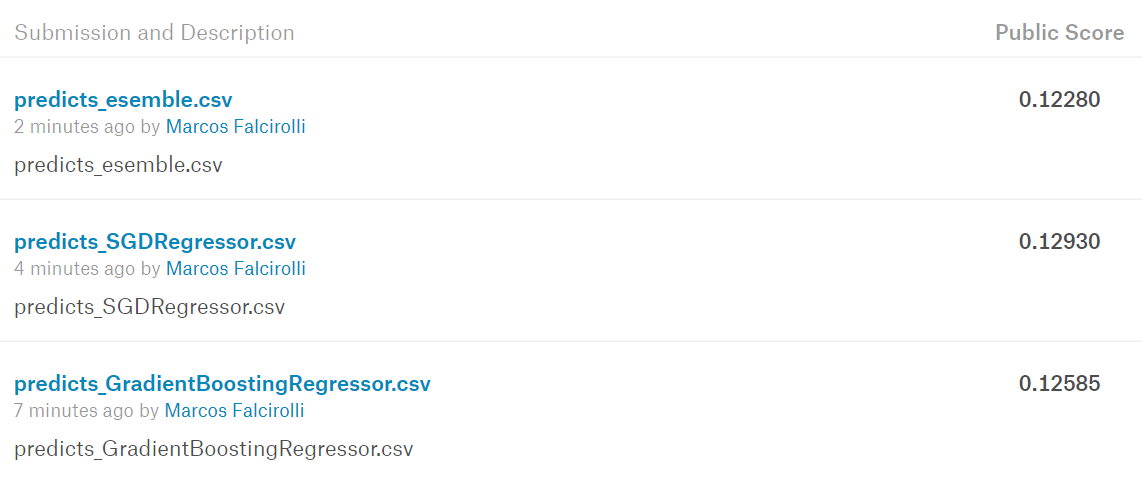 Submission and Description Public Score
predicts_esemble.csv 0.12280
2 minutes ago by Marcos Falcirolli
predicts_esemble.csv
predicts_SGDRegressor.csv 0.12930
4 minutes ago by Marcos Falcirolli
predicts_SGDRegressor.csv
predicts_GradientBoostingRegressor.csv 0.12585
7 minutes ago by Marcos Falcirolli
predicts_GradientBoostingRegressor.csv